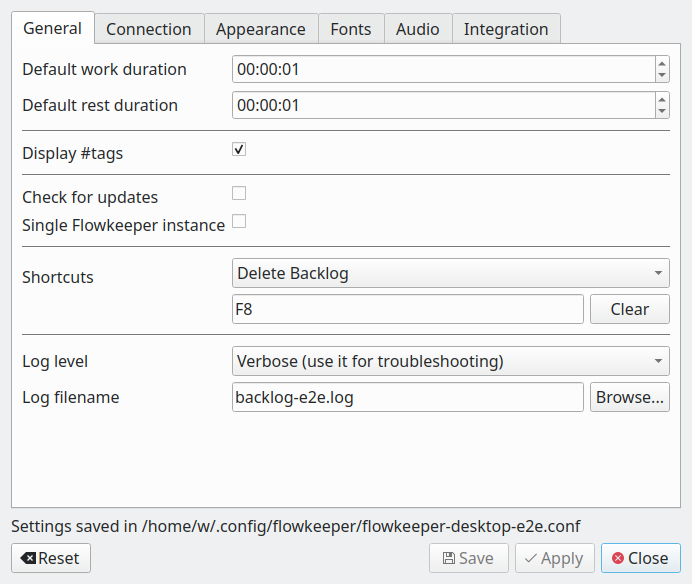 General Connection Appearance Fonts Audio Integration
Default work duration 00:00:01
Default rest duration 00:00:01
Display #tags
Check for updates
Single Flowkeeper instance
Shortcuts Delete Backlog
F8 Clear
Log level Verbose (use it for troubleshooting)
Log filename backlog-e2e.log Browse...
Settings saved in /home/w/.config/flowkeeper/flowkeeper-desktop-e2e.conf
Reset Save Apply Close